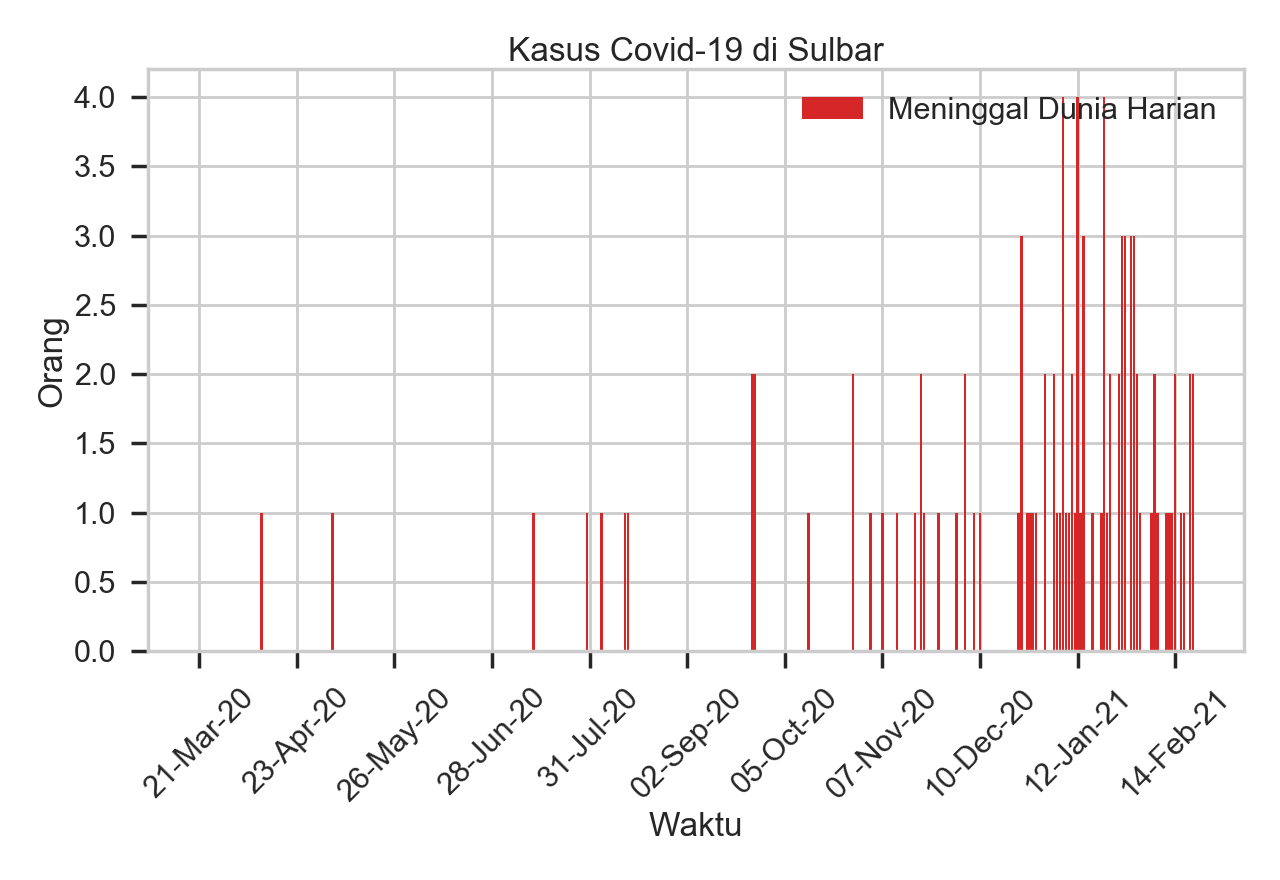 Kasus Covid-19 di Sulbar
Meninggal Dunia Harian
Orang
4.0
3.5
3.0
2.5
2.0
1.5
1.0
0.5
0.0
21-Mar-20
23-Apr-20
26-May-20
28-Jun-20
31-Jul-20
02-Sep-20
05-Oct-20
07-Nov-20
10-Dec-20
12-Jan-21
14-Feb-21
Waktu